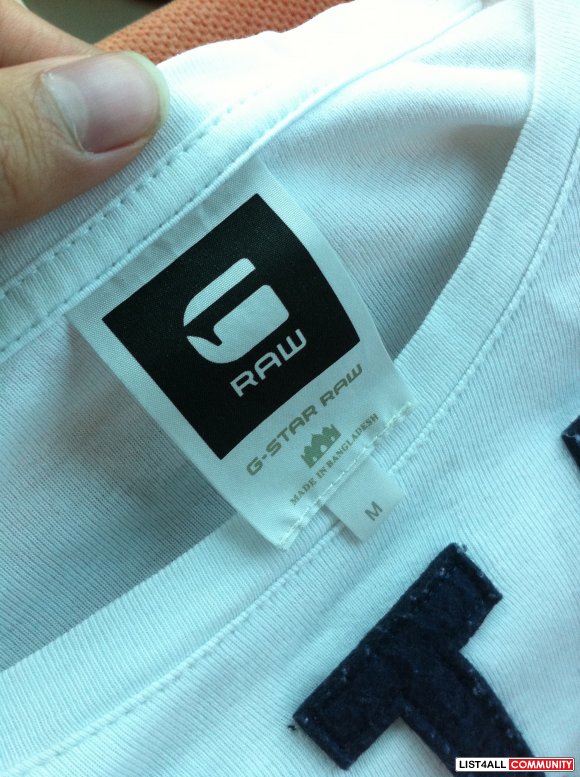 RAW
G-STAR RAW
MADE IN BANGLADESH
M
LIST4ALL COMMUNITY